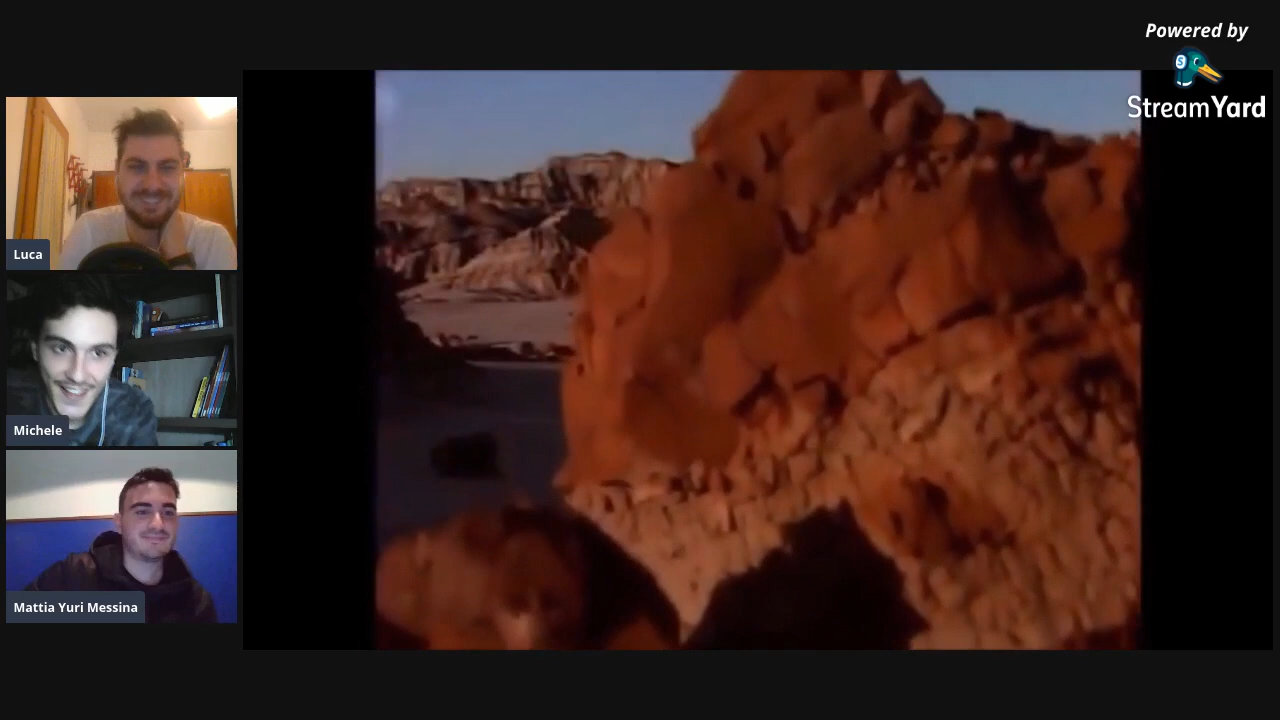 Powered by
StreamYard
Luca
Michele
Mattia Yuri Messina